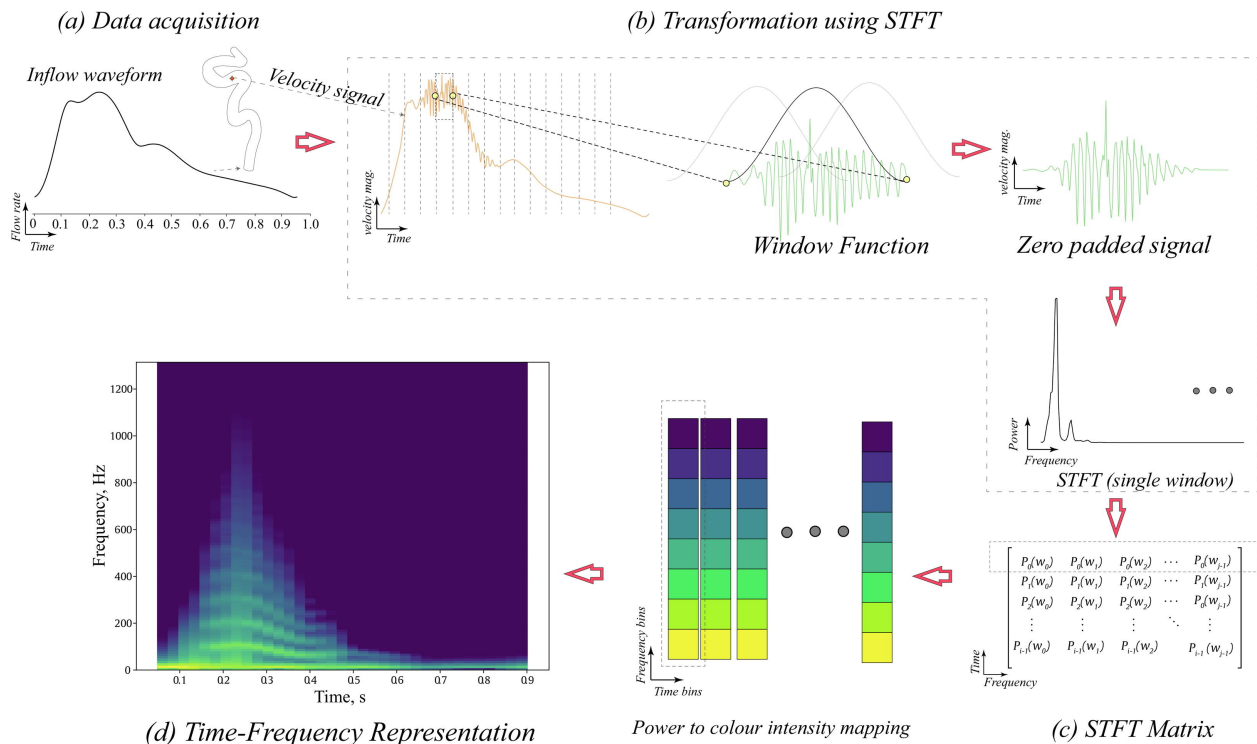 (a) Data acquisition
(b) Transformation using STFT
Inflow waveform
Velocity signal
Flow rate
0 0.1 0.2 0.3 0.4 0.5 0.6 0.7 0.8 0.9 1.0
Time
velocity mag.
Time
Window Function
velocity mag.
Time
Zero padded signal
Power
Frequency
STFT (single window)
P0(w0) P0(w1) P0(w2) ... P0(wj-1)
P1(w0) P1(w1) P1(w2) ... P1(wj-1)
P2(w0) P2(w1) P2(w2) ... P0(wj-1)
⋮ ⋮ ⋮ ⋱ ⋮
Pi-1(w0) Pi-1(w1) Pi-1(w2) Pi-1(wj-1)
Time
Frequency
(c) STFT Matrix
Frequency bins
Time bins
Power to colour intensity mapping
Frequency, Hz
1200
1000
800
600
400
200
0
0.1 0.2 0.3 0.4 0.5 0.6 0.7 0.8 0.9
Time, s
(d) Time-Frequency Representation